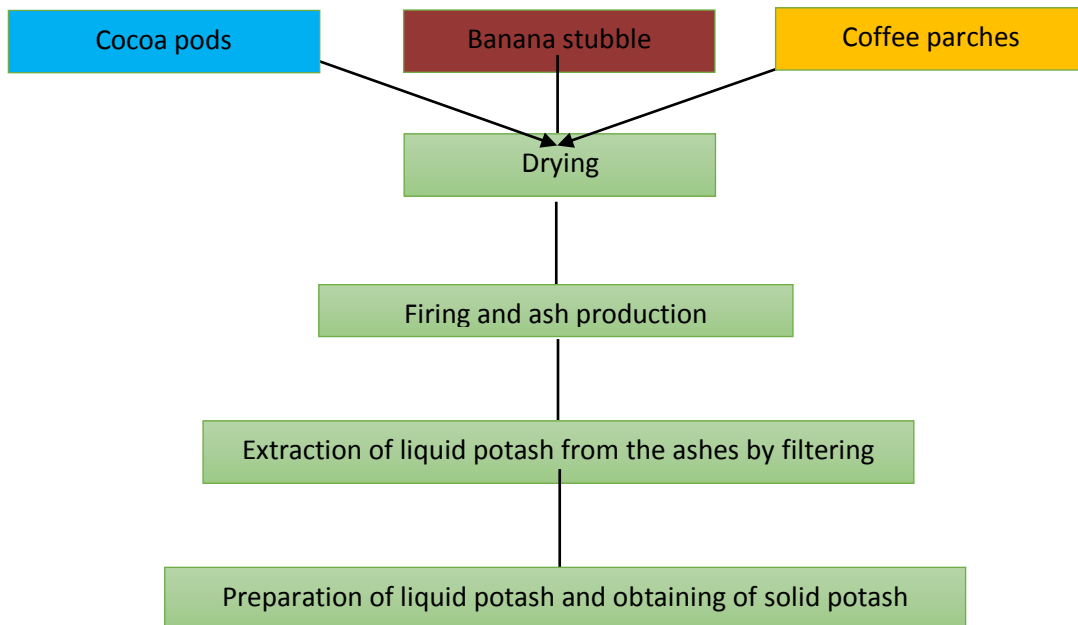 Cocoa pods
Banana stubble
Coffee parches
Drying
Firing and ash production
Extraction of liquid potash from the ashes by filtering
Preparation of liquid potash and obtaining of solid potash